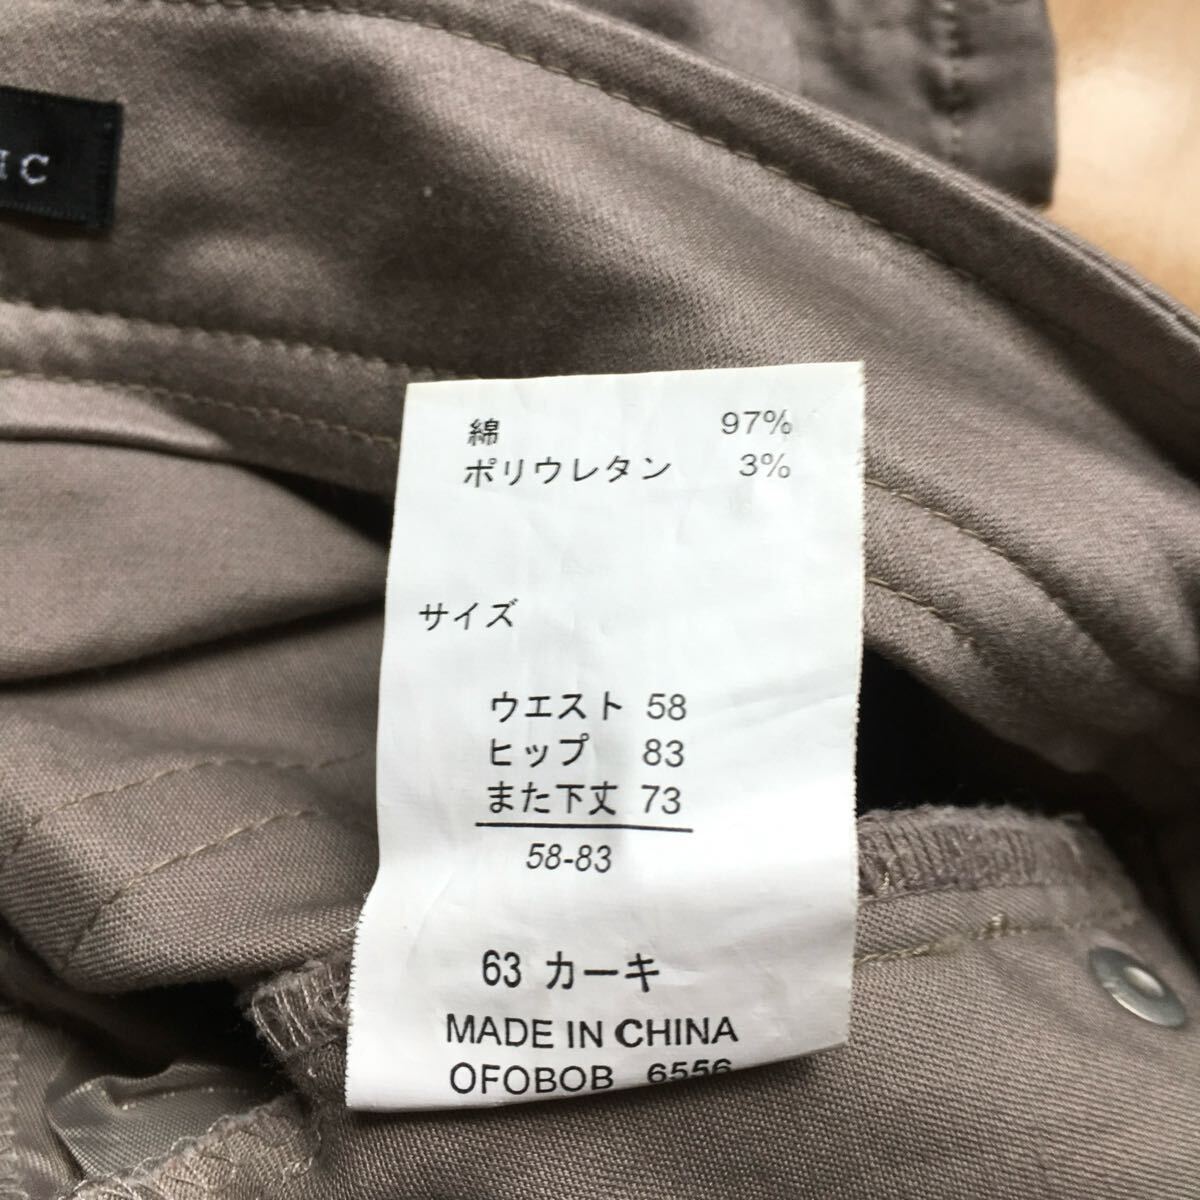 IC
綿 97%
ポリウレタン 3%
サイズ
ウエスト 58
ヒップ 83
また下丈 73
58-83
63 カーキ
MADE IN CHINA
OFOBOB 6556